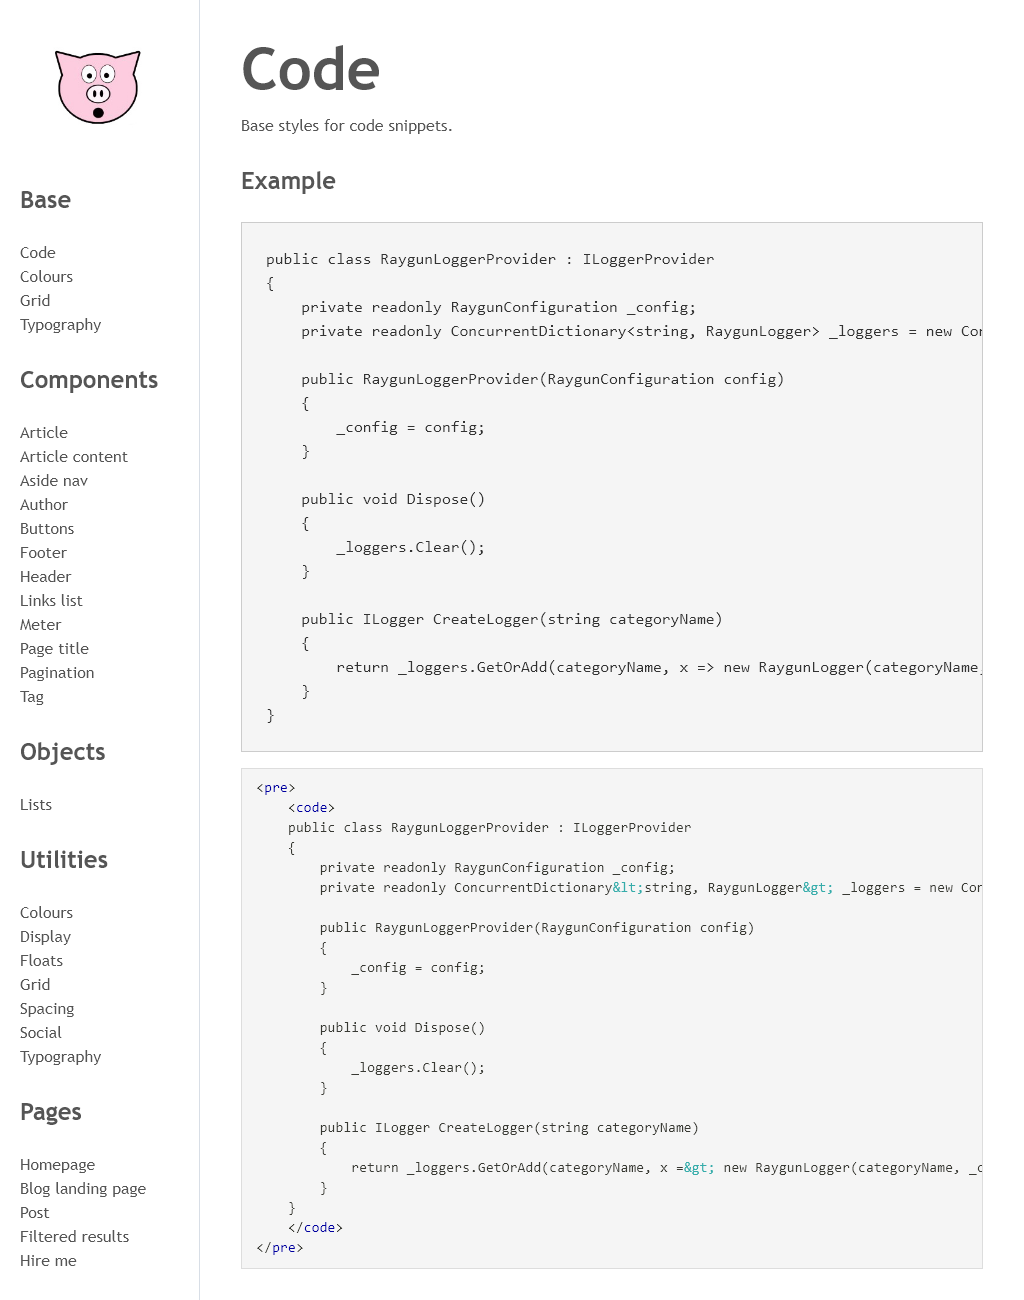 Base
Code
Colours
Grid
Typography
Components
Article
Article content
Aside nav
Author
Buttons
Footer
Header
Links list
Meter
Page title
Pagination
Tag
Objects
Lists
Utilities
Colours
Display
Floats
Grid
Spacing
Social
Typography
Pages
Homepage
Blog landing page
Post
Filtered results
Hire me
Code
Base styles for code snippets.
Example
public class RaygunLoggerProvider : ILoggerProvider
{
    private readonly RaygunConfiguration _config;
    private readonly ConcurrentDictionary<string, RaygunLogger> _loggers = new Con
    public RaygunLoggerProvider(RaygunConfiguration config)
    {
        _config = config;
    }
    public void Dispose()
    {
        _loggers.Clear();
    }
    public ILogger CreateLogger(string categoryName)
    {
        return _loggers.GetOrAdd(categoryName, x => new RaygunLogger(categoryName,
    }
}
<pre>
    <code>
    public class RaygunLoggerProvider : ILoggerProvider
    {
        private readonly RaygunConfiguration _config;
        private readonly ConcurrentDictionary&lt;string, RaygunLogger&gt; _loggers = new Con
        public RaygunLoggerProvider(RaygunConfiguration config)
        {
            _config = config;
        }
        public void Dispose()
        {
            _loggers.Clear();
        }
        public ILogger CreateLogger(string categoryName)
        {
            return _loggers.GetOrAdd(categoryName, x =&gt; new RaygunLogger(categoryName, _c
        }
    }
    </code>
</pre>